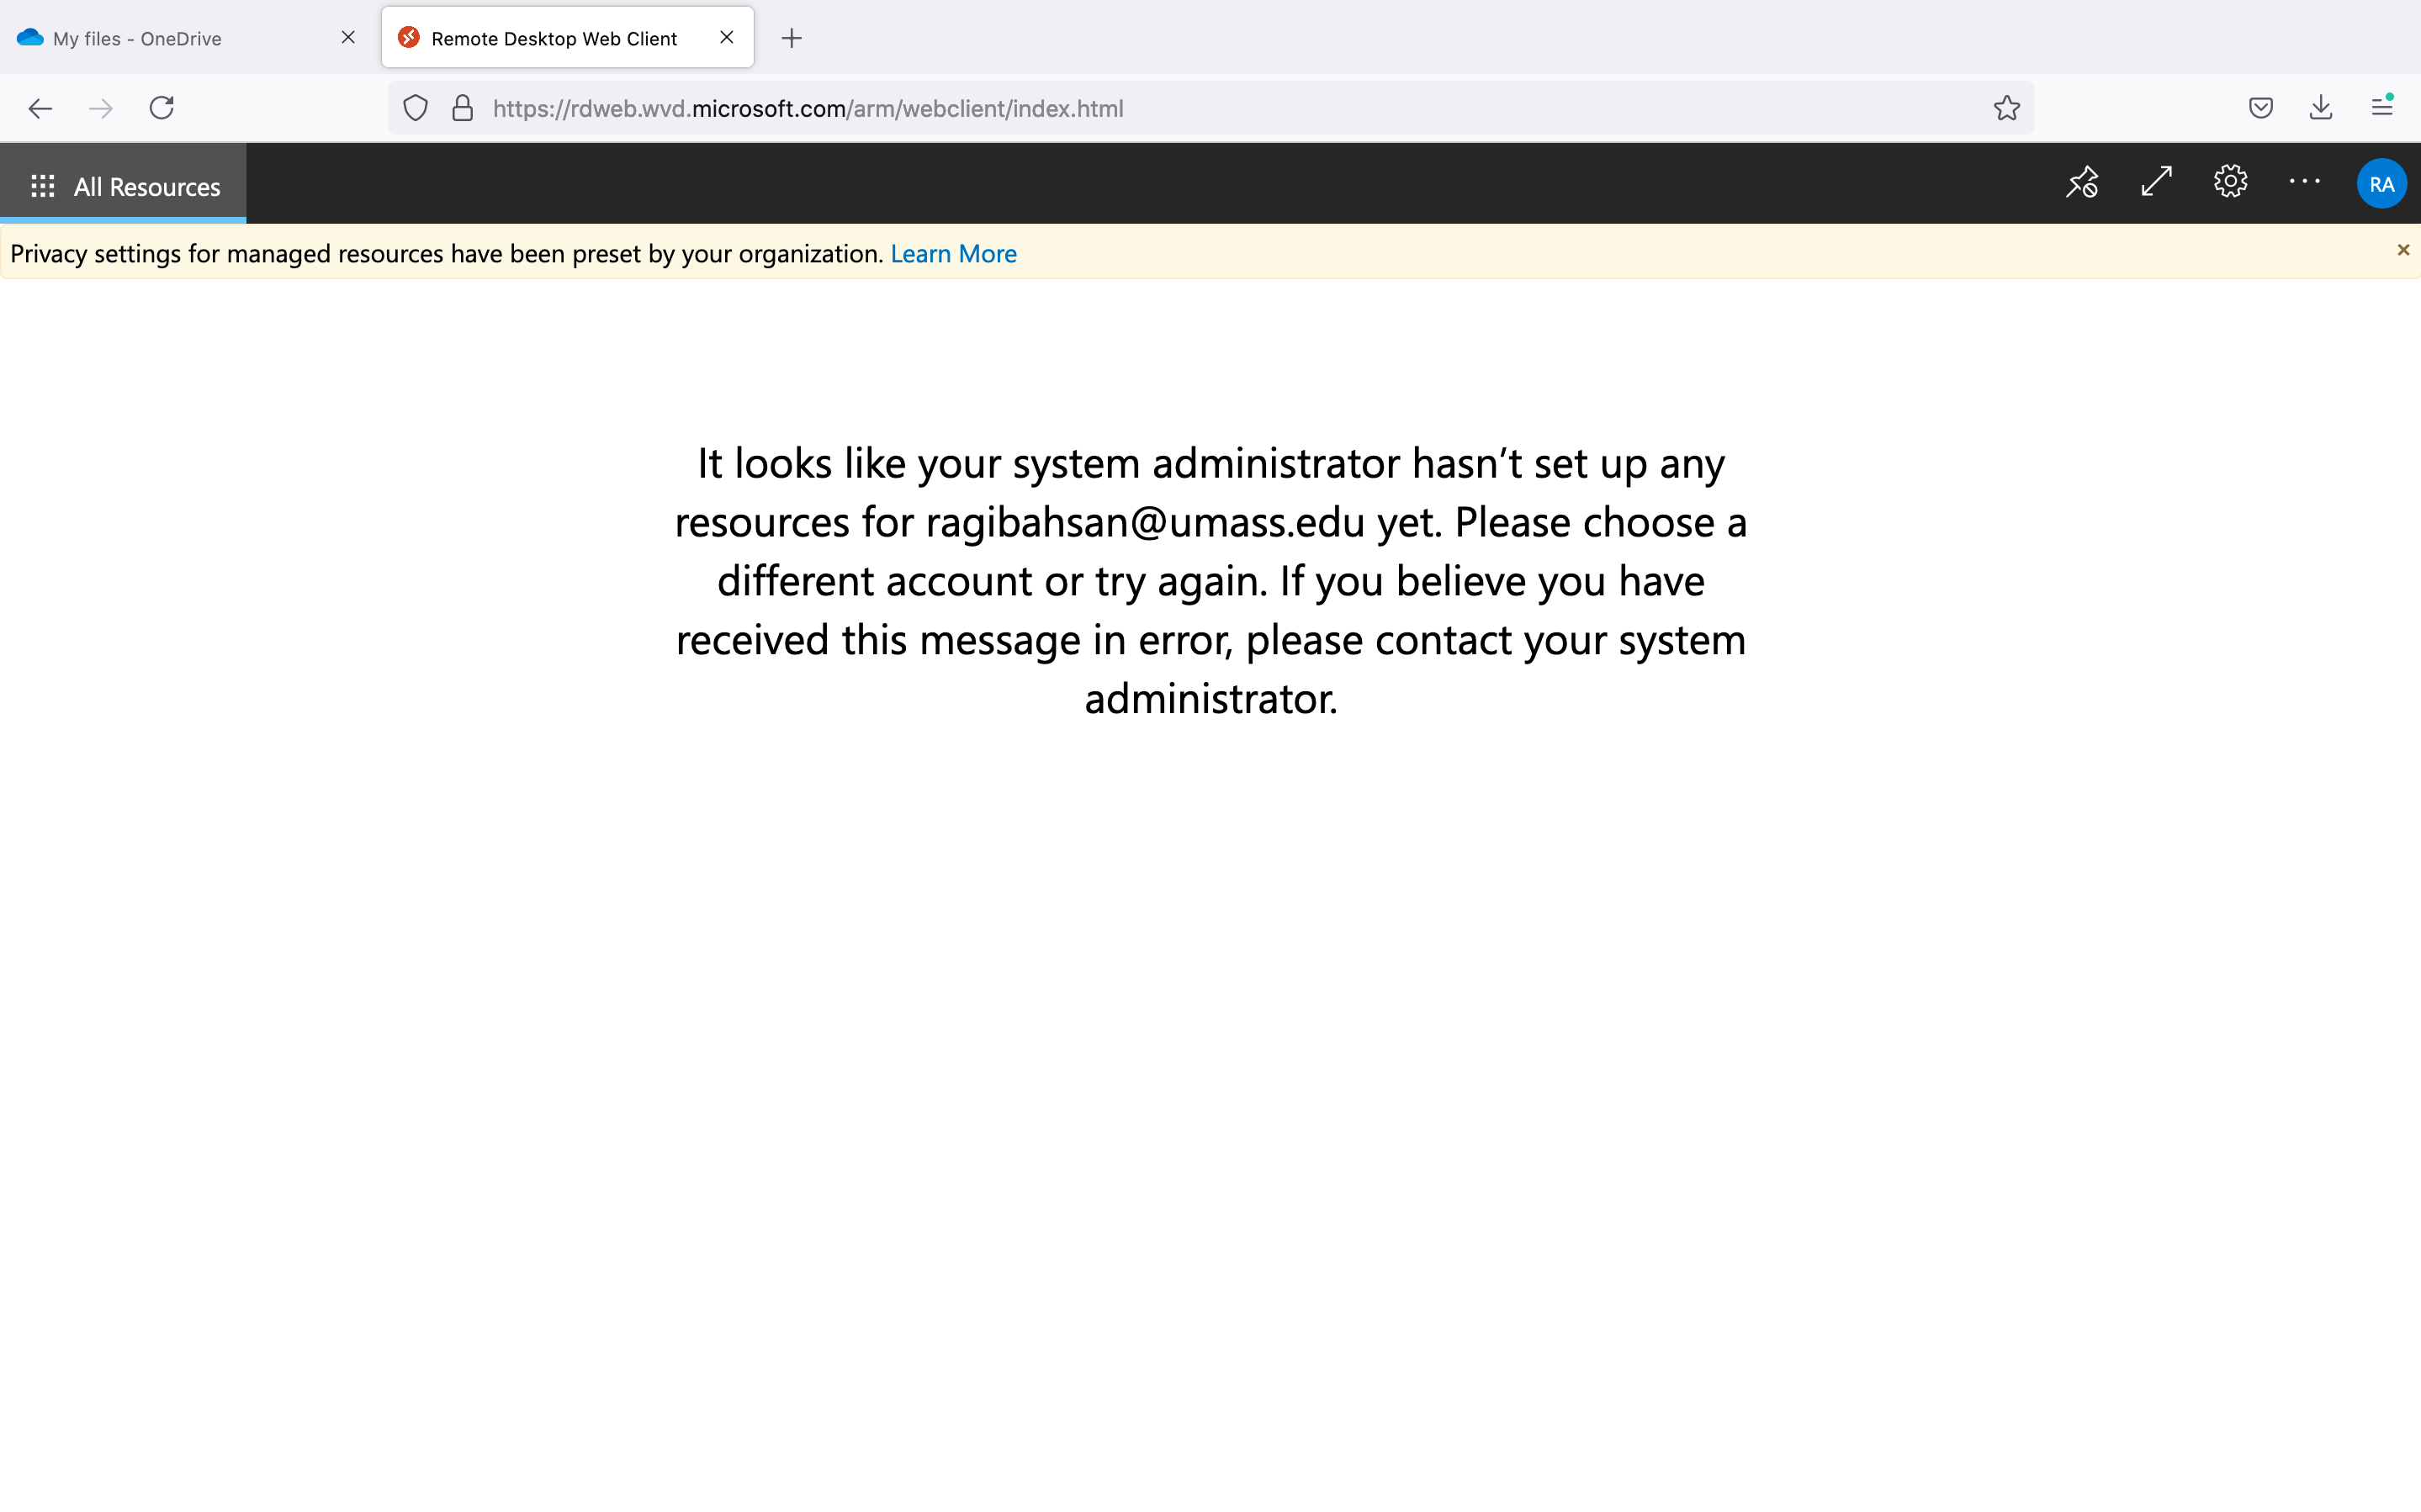 My files - OneDrive
Remote Desktop Web Client
https://rdweb.wvd.microsoft.com/arm/webclient/index.html
All Resources
RA
Privacy settings for managed resources have been preset by your organization. Learn More
It looks like your system administrator hasn’t set up any
resources for ragibahsan@umass.edu yet. Please choose a
different account or try again. If you believe you have
received this message in error, please contact your system
administrator.